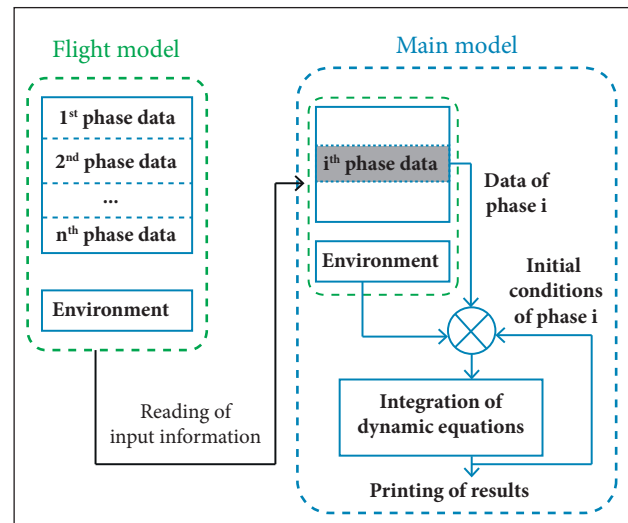 Flight model
1st phase data
2nd phase data
...
nth phase data
Environment
Reading of
input information
Main model
ith phase data
Data of
phase i
Environment
Initial
conditions
of phase i
Integration of
dynamic equations
Printing of results